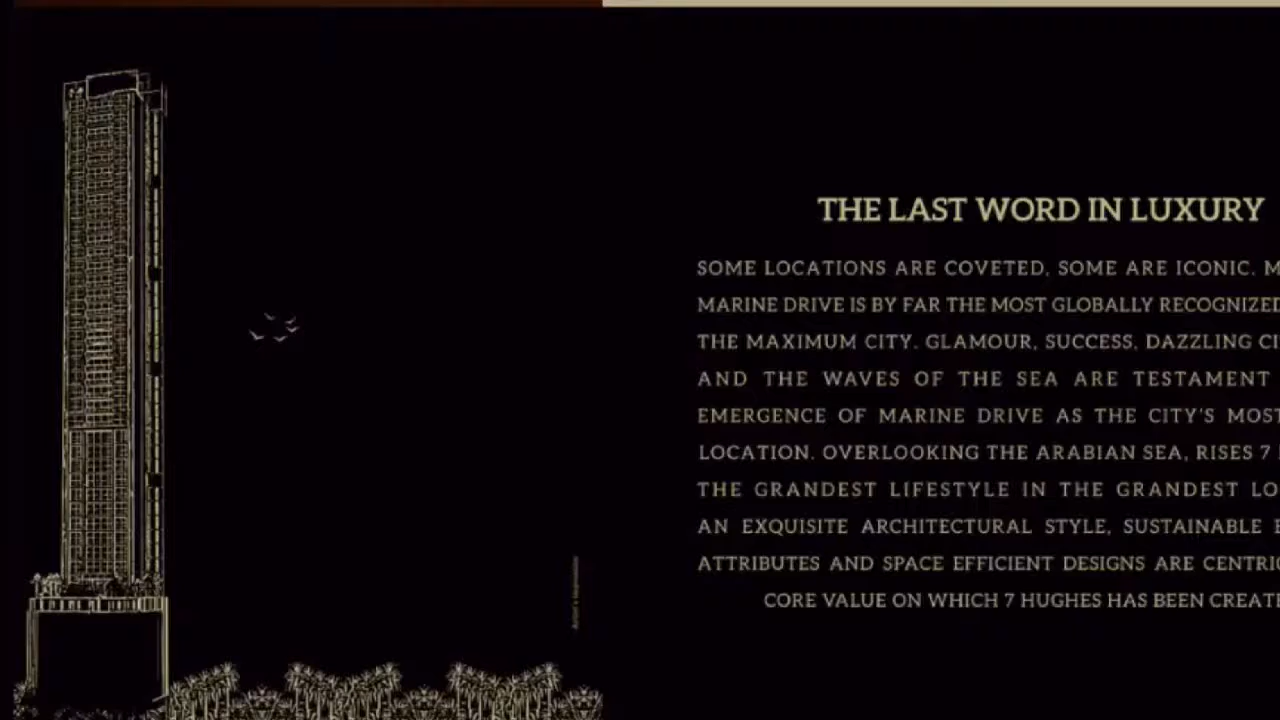 THE LAST WORD IN LUXURY
SOME LOCATIONS ARE COVETED, SOME ARE ICONIC.
MARINE DRIVE IS BY FAR THE MOST GLOBALLY RECOGNIZED
THE MAXIMUM CITY. GLAMOUR, SUCCESS, DAZZLING
AND THE WAVES OF THE SEA ARE TESTAMENT
EMERGENCE OF MARINE DRIVE AS THE CITY'S MOST
LOCATION. OVERLOOKING THE ARABIAN SEA, RISES 7
THE GRANDEST LIFESTYLE IN THE GRANDEST
AN EXQUISITE ARCHITECTURAL STYLE, SUSTAINABLE
ATTRIBUTES AND SPACE EFFICIENT DESIGNS ARE
CORE VALUE ON WHICH 7 HUGHES HAS BEEN
Artist's Impression